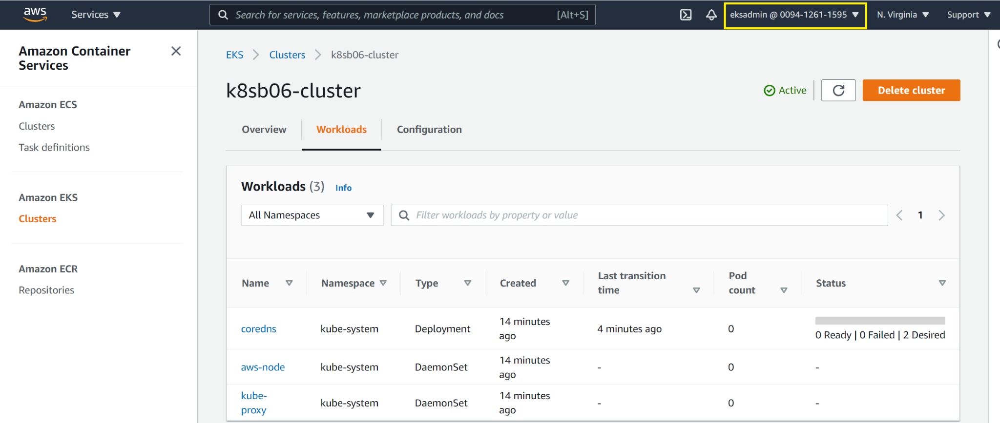 aws
Services
Search for services, features, marketplace products, and docs
[Alt+S]
eksadmin @ 0094-1261-1595
N. Virginia
Support
Amazon Container
Services
Amazon ECS
Clusters
Task definitions
Amazon EKS
Clusters
Amazon ECR
Repositories
EKS
Clusters
k8sb06-cluster
k8sb06-cluster
Active
Delete cluster
Overview
Workloads
Configuration
Workloads (3)
Info
All Namespaces
Filter workloads by property or value
1
Name
Namespace
Type
Created
Last transition
time
Pod
count
Status
coredns
kube-system
Deployment
14 minutes
ago
4 minutes ago
0
0 Ready | 0 Failed | 2 Desired
aws-node
kube-system
DaemonSet
14 minutes
ago
-
0
-
kube-
proxy
kube-system
DaemonSet
14 minutes
ago
-
0
-